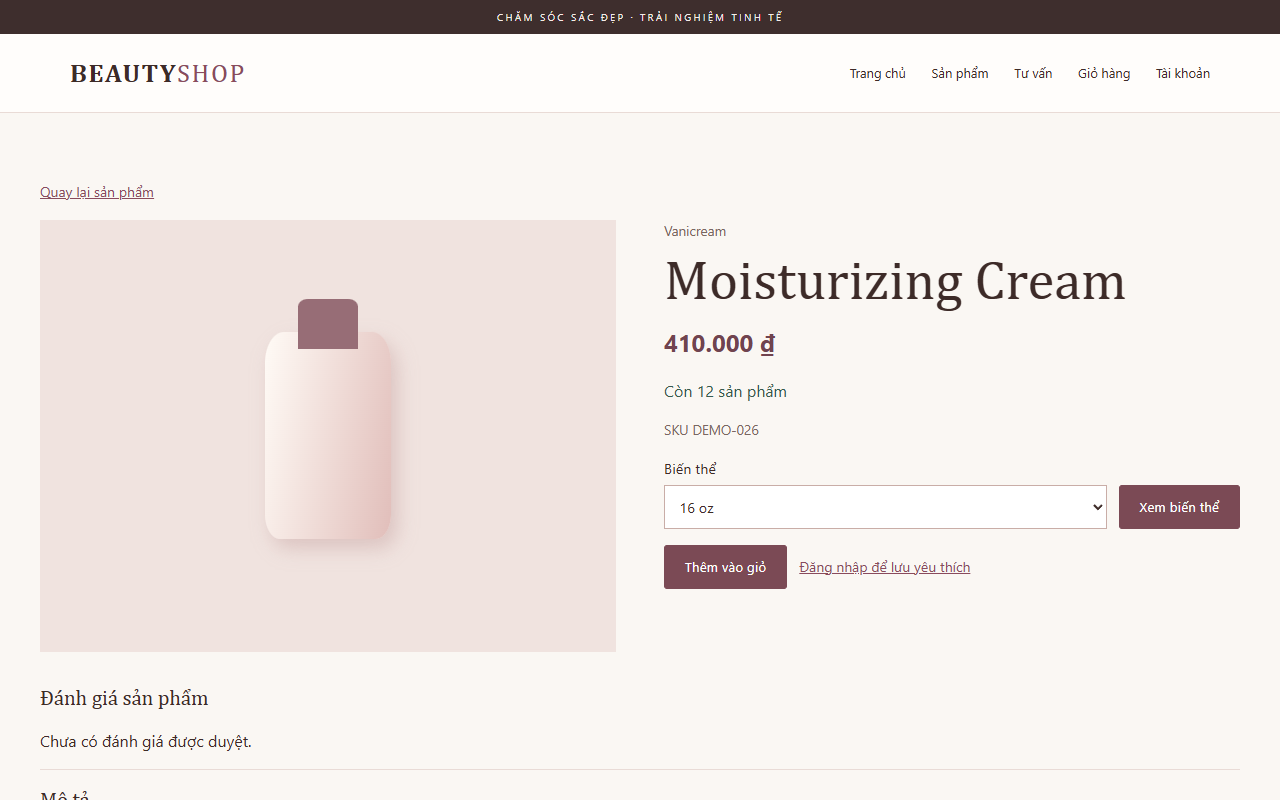 CHĂM SÓC SẮC ĐẸP · TRẢI NGHIỆM TINH TẾ
BEAUTYSHOP
Trang chủ
Sản phẩm
Tư vấn
Giỏ hàng
Tài khoản
Quay lại sản phẩm
Vanicream
Moisturizing Cream
410.000 ₫
Còn 12 sản phẩm
SKU DEMO-026
Biến thể
16 oz
Xem biến thể
Thêm vào giỏ
Đăng nhập để lưu yêu thích
Đánh giá sản phẩm
Chưa có đánh giá được duyệt.
Mô tả